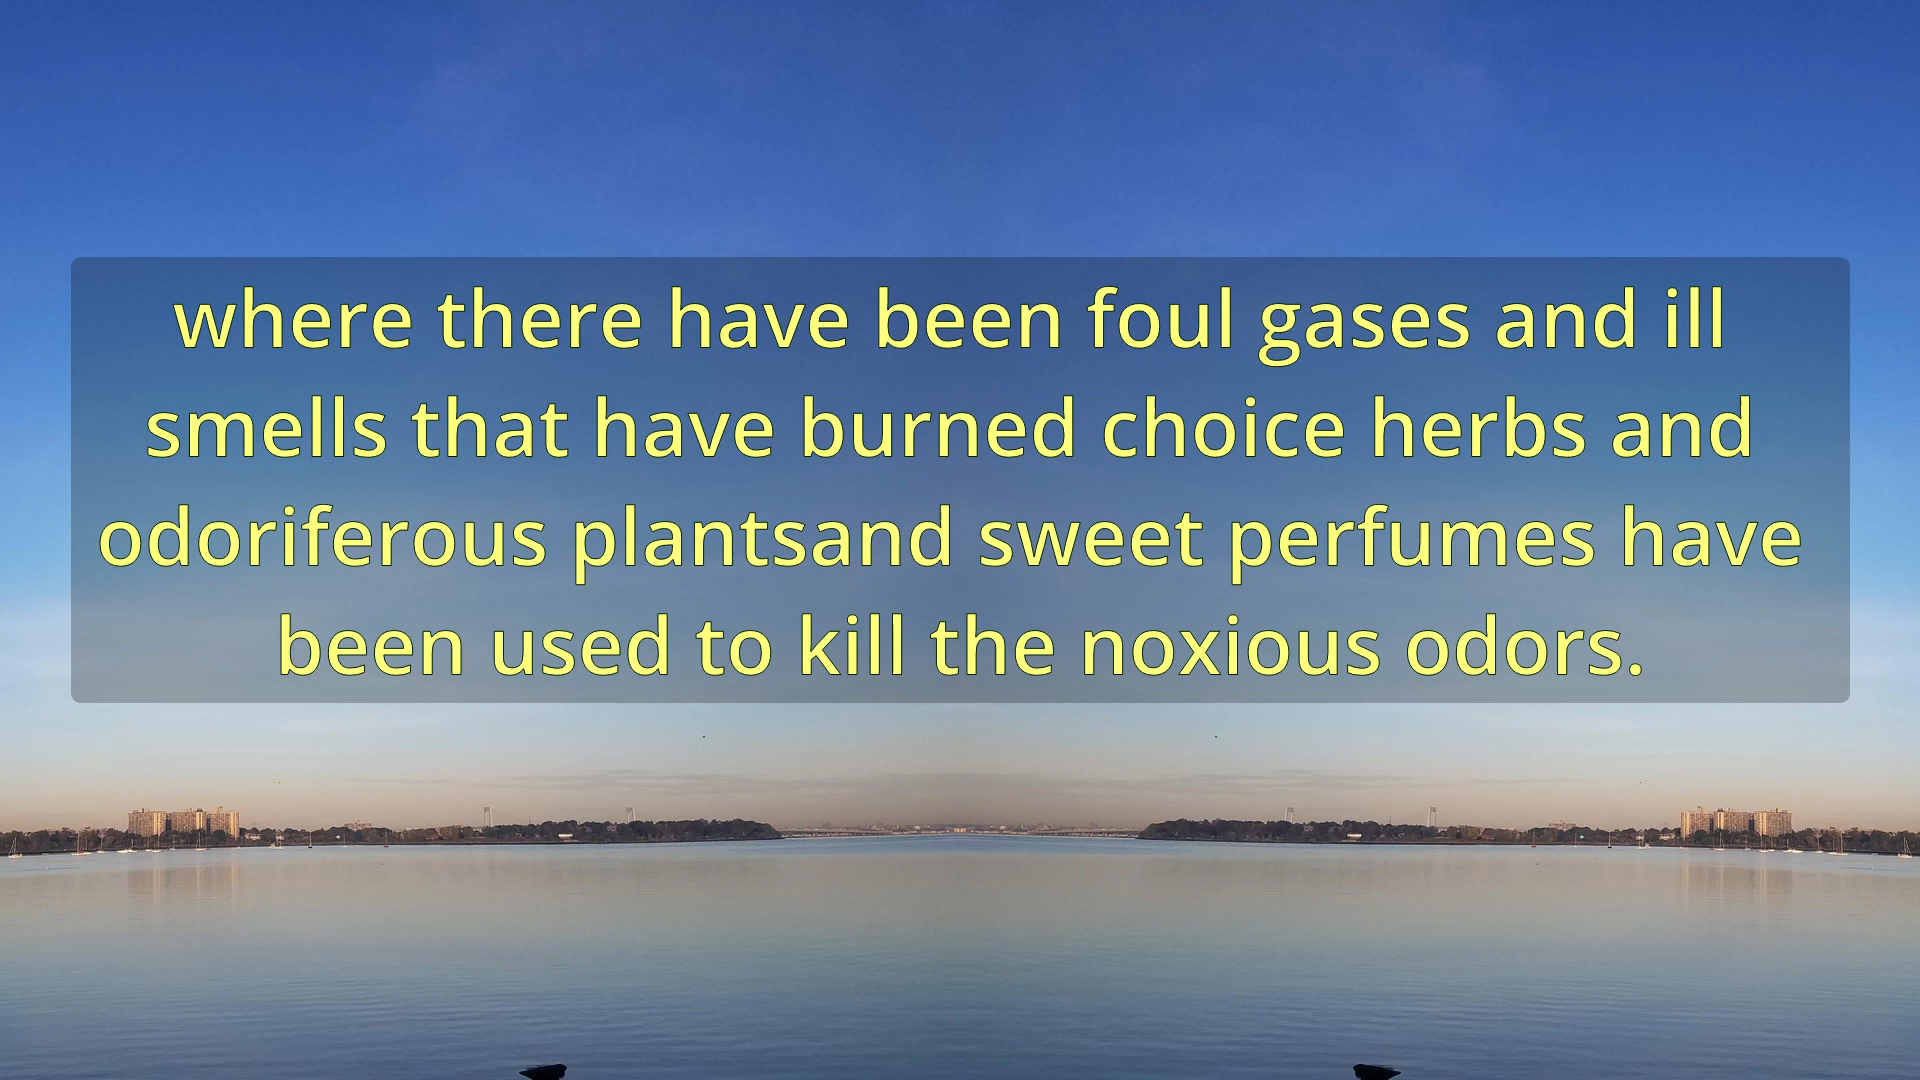 where there have been foul gases and ill
smells that have burned choice herbs and
odoriferous plantsand sweet perfumes have
been used to kill the noxious odors.